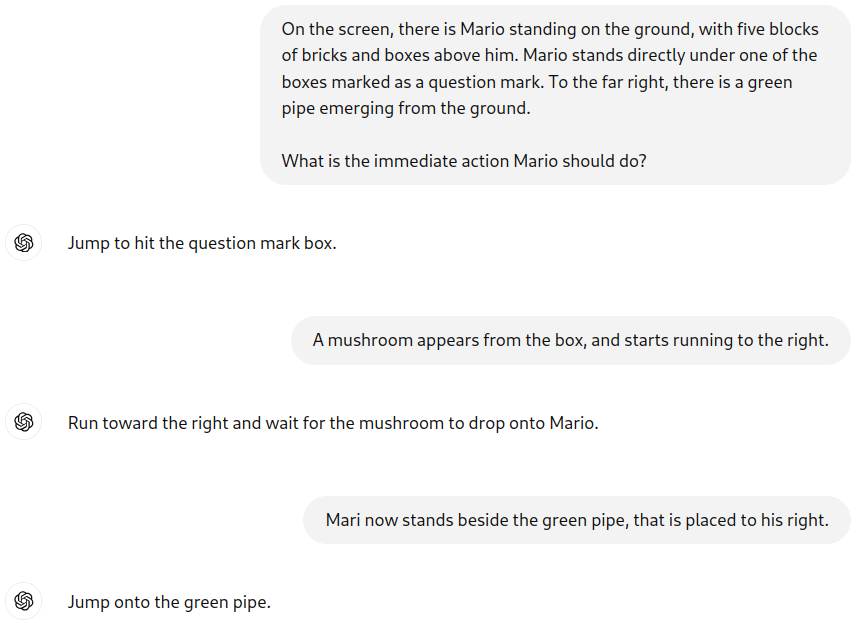 On the screen, there is Mario standing on the ground, with five blocks
of bricks and boxes above him. Mario stands directly under one of the
boxes marked as a question mark. To the far right, there is a green
pipe emerging from the ground.
What is the immediate action Mario should do?
Jump to hit the question mark box.
A mushroom appears from the box, and starts running to the right.
Run toward the right and wait for the mushroom to drop onto Mario.
Mari now stands beside the green pipe, that is placed to his right.
Jump onto the green pipe.